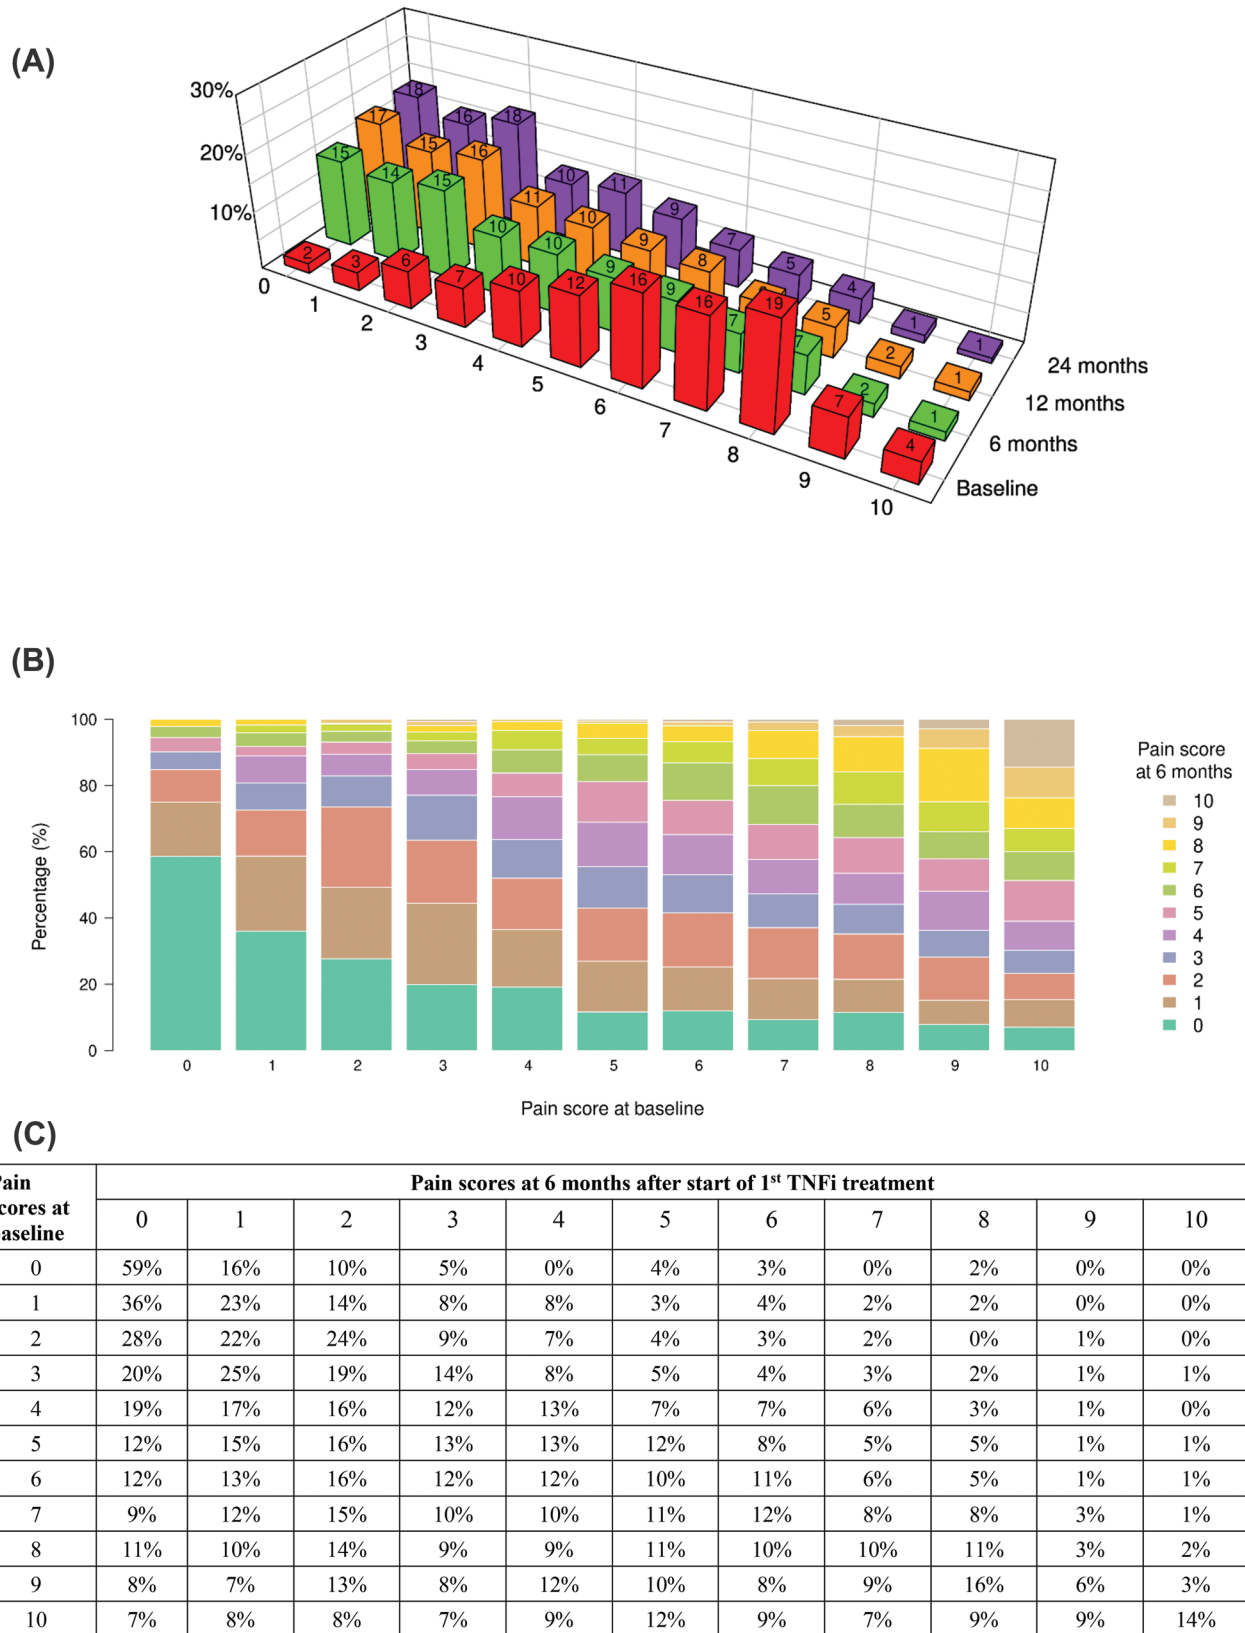 (A)
30%
20%
10%
18 16 18 10 11 9 7 5 4 1 1
17 15 16 11 10 9 8 5 2 1
15 14 15 10 10 9 9 7 7 2 1
2 3 6 7 10 12 16 16 19 7 4
0 1 2 3 4 5 6 7 8 9 10
24 months
12 months
6 months
Baseline
(B)
Percentage (%)
100
80
60
40
20
0
0 1 2 3 4 5 6 7 8 9 10
Pain score at baseline
Pain score
at 6 months
10
9
8
7
6
5
4
3
2
1
0
(C)
Pain scores at 6 months after start of 1st TNFi treatment
ain
cores at
aseline
0 1 2 3 4 5 6 7 8 9 10
0 59% 16% 10% 5% 0% 4% 3% 0% 2% 0% 0%
1 36% 23% 14% 8% 8% 3% 4% 2% 2% 0% 0%
2 28% 22% 24% 9% 7% 4% 3% 2% 0% 1% 0%
3 20% 25% 19% 14% 8% 5% 4% 3% 2% 1% 1%
4 19% 17% 16% 12% 13% 7% 7% 6% 3% 1% 0%
5 12% 15% 16% 13% 13% 12% 8% 5% 5% 1% 1%
6 12% 13% 16% 12% 12% 10% 11% 6% 5% 1% 1%
7 9% 12% 15% 10% 10% 11% 12% 8% 8% 3% 1%
8 11% 10% 14% 9% 9% 11% 10% 10% 11% 3% 2%
9 8% 7% 13% 8% 12% 10% 8% 9% 16% 6% 3%
10 7% 8% 8% 7% 9% 12% 9% 7% 9% 9% 14%